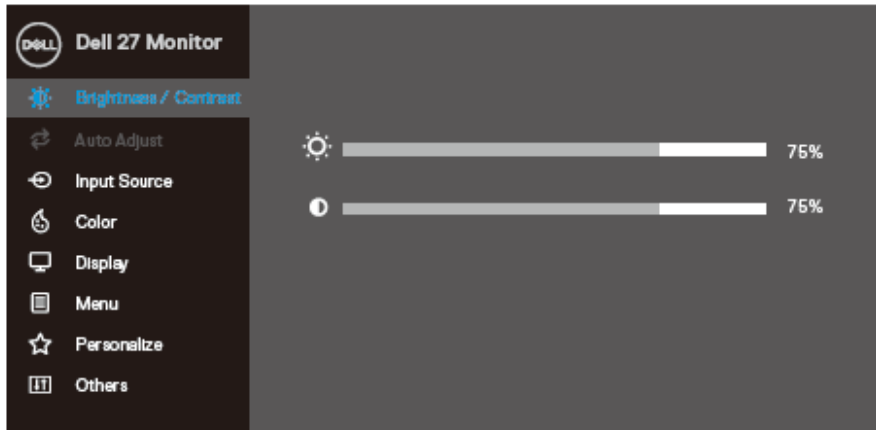 DELL
Dell 27 Monitor
Brightness / Contrast
Auto Adjust
75%
Input Source
75%
Color
Display
Menu
Personalize
Others